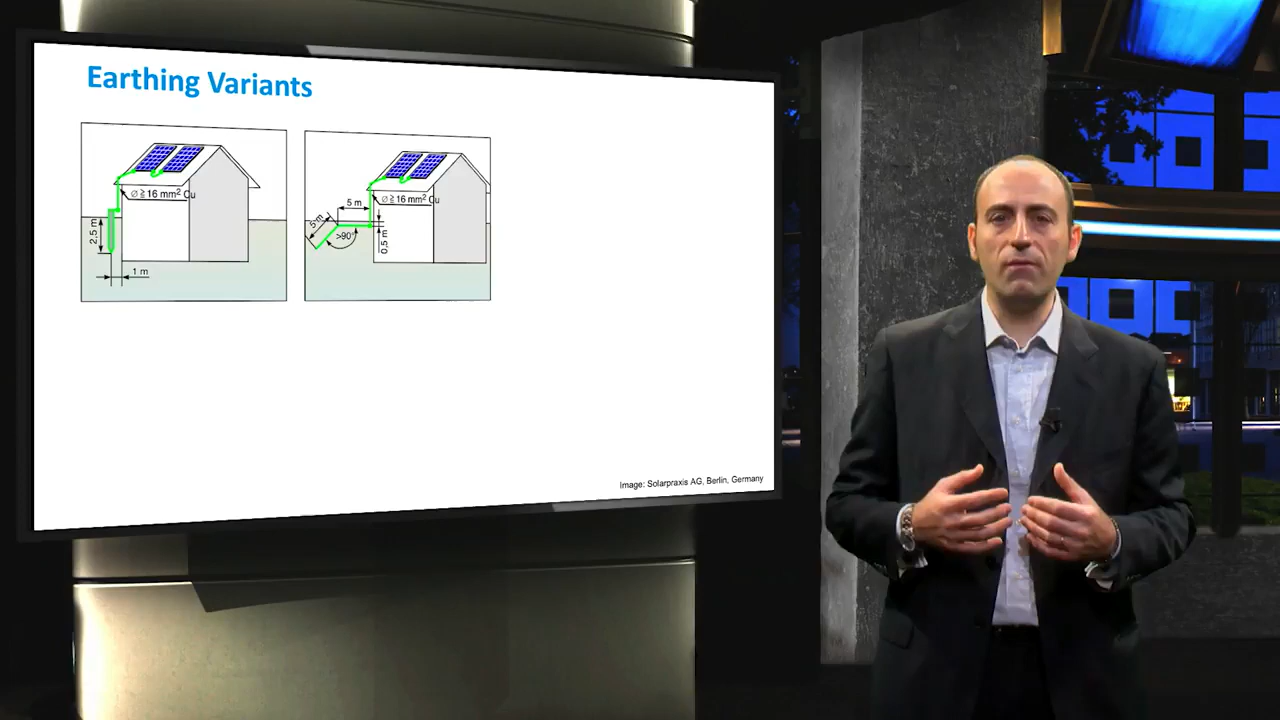 Earthing Variants
∅ ≧ 16 mm² Cu
2,5 m
1 m
∅ ≧ 16 mm² Cu
5 m
5 m
>90°
0,5 m
Image: Solarpraxis AG, Berlin, Germany